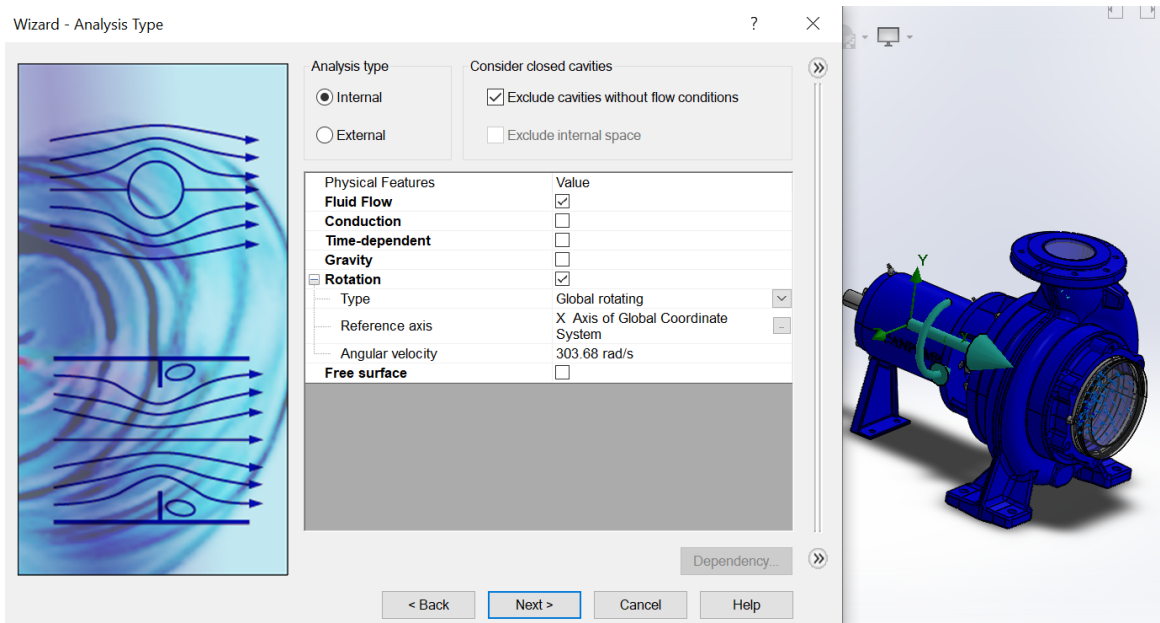 Wizard - Analysis Type
?
Analysis type
Internal
External
Consider closed cavities
Exclude cavities without flow conditions
Exclude internal space
Physical Features Value
Fluid Flow
Conduction
Time-dependent
Gravity
Rotation
Type Global rotating
Reference axis X Axis of Global Coordinate
System
...
Angular velocity 303.68 rad/s
Free surface
Dependency...
< Back Next > Cancel Help
Y